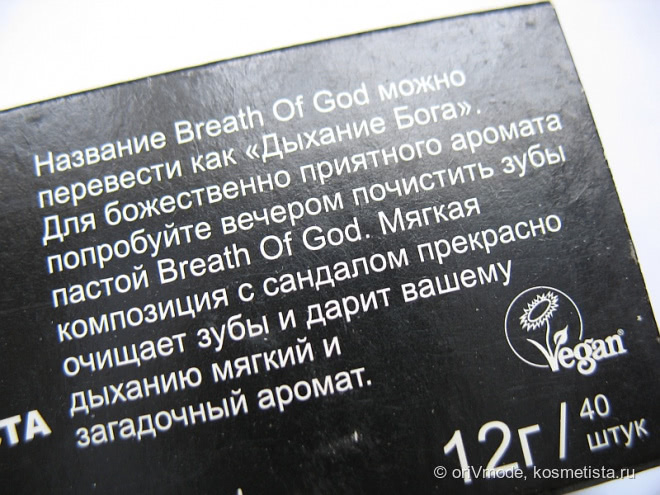 Название Breath Of God можно
перевести как «Дыхание Бога».
Для божественно приятного аромата
попробуйте вечером почистить зубы
пастой Breath Of God. Мягкая
композиция с сандалом прекрасно
очищает зубы и дарит вашему
дыханию мягкий и
загадочный аромат.
СТА
Vegan
12г / 40
штук
© oriVmode, kosmetista.ru